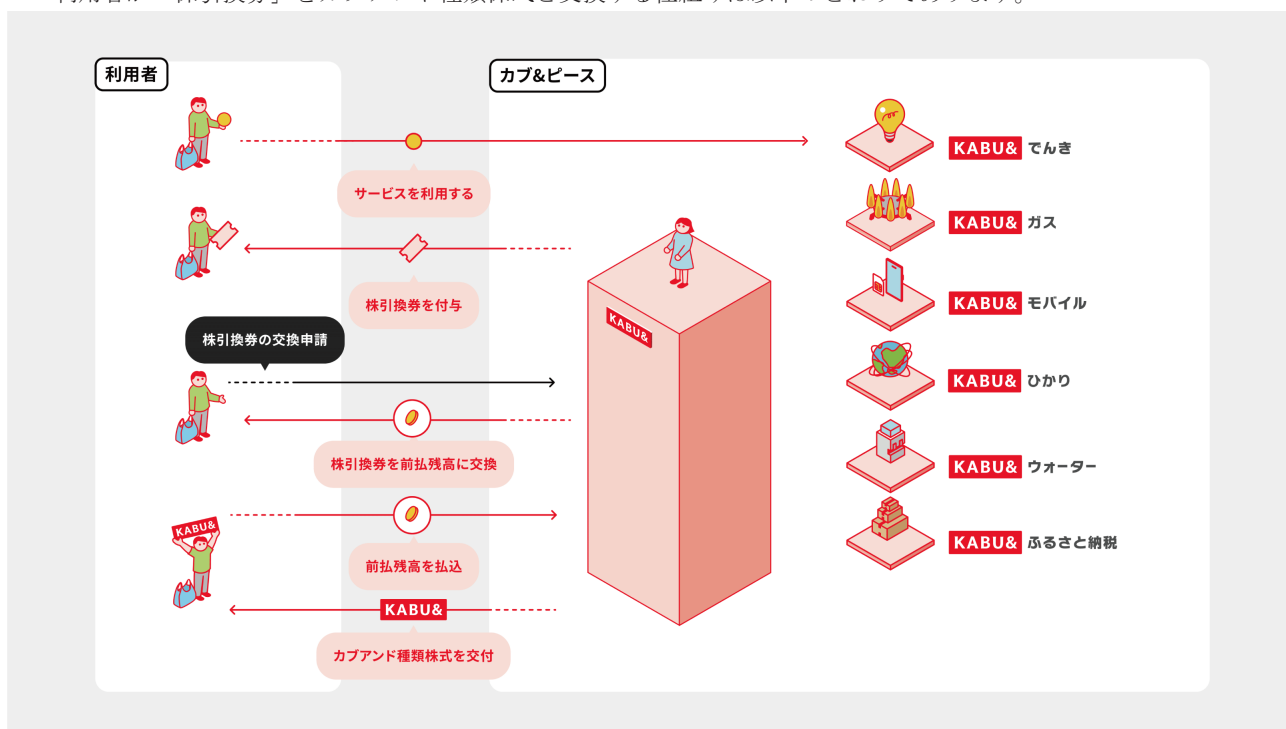 利用者
カブ&ピース
サービスを利用する
株引換券を付与
株引換券の交換申請
株引換券を前払残高に交換
前払残高を払込
KABU&
KABU&
カブアンド種類株式を交付
KABU&
KABU& でんき
KABU& ガス
KABU& モバイル
KABU& ひかり
KABU& ウォーター
KABU& ふるさと納税